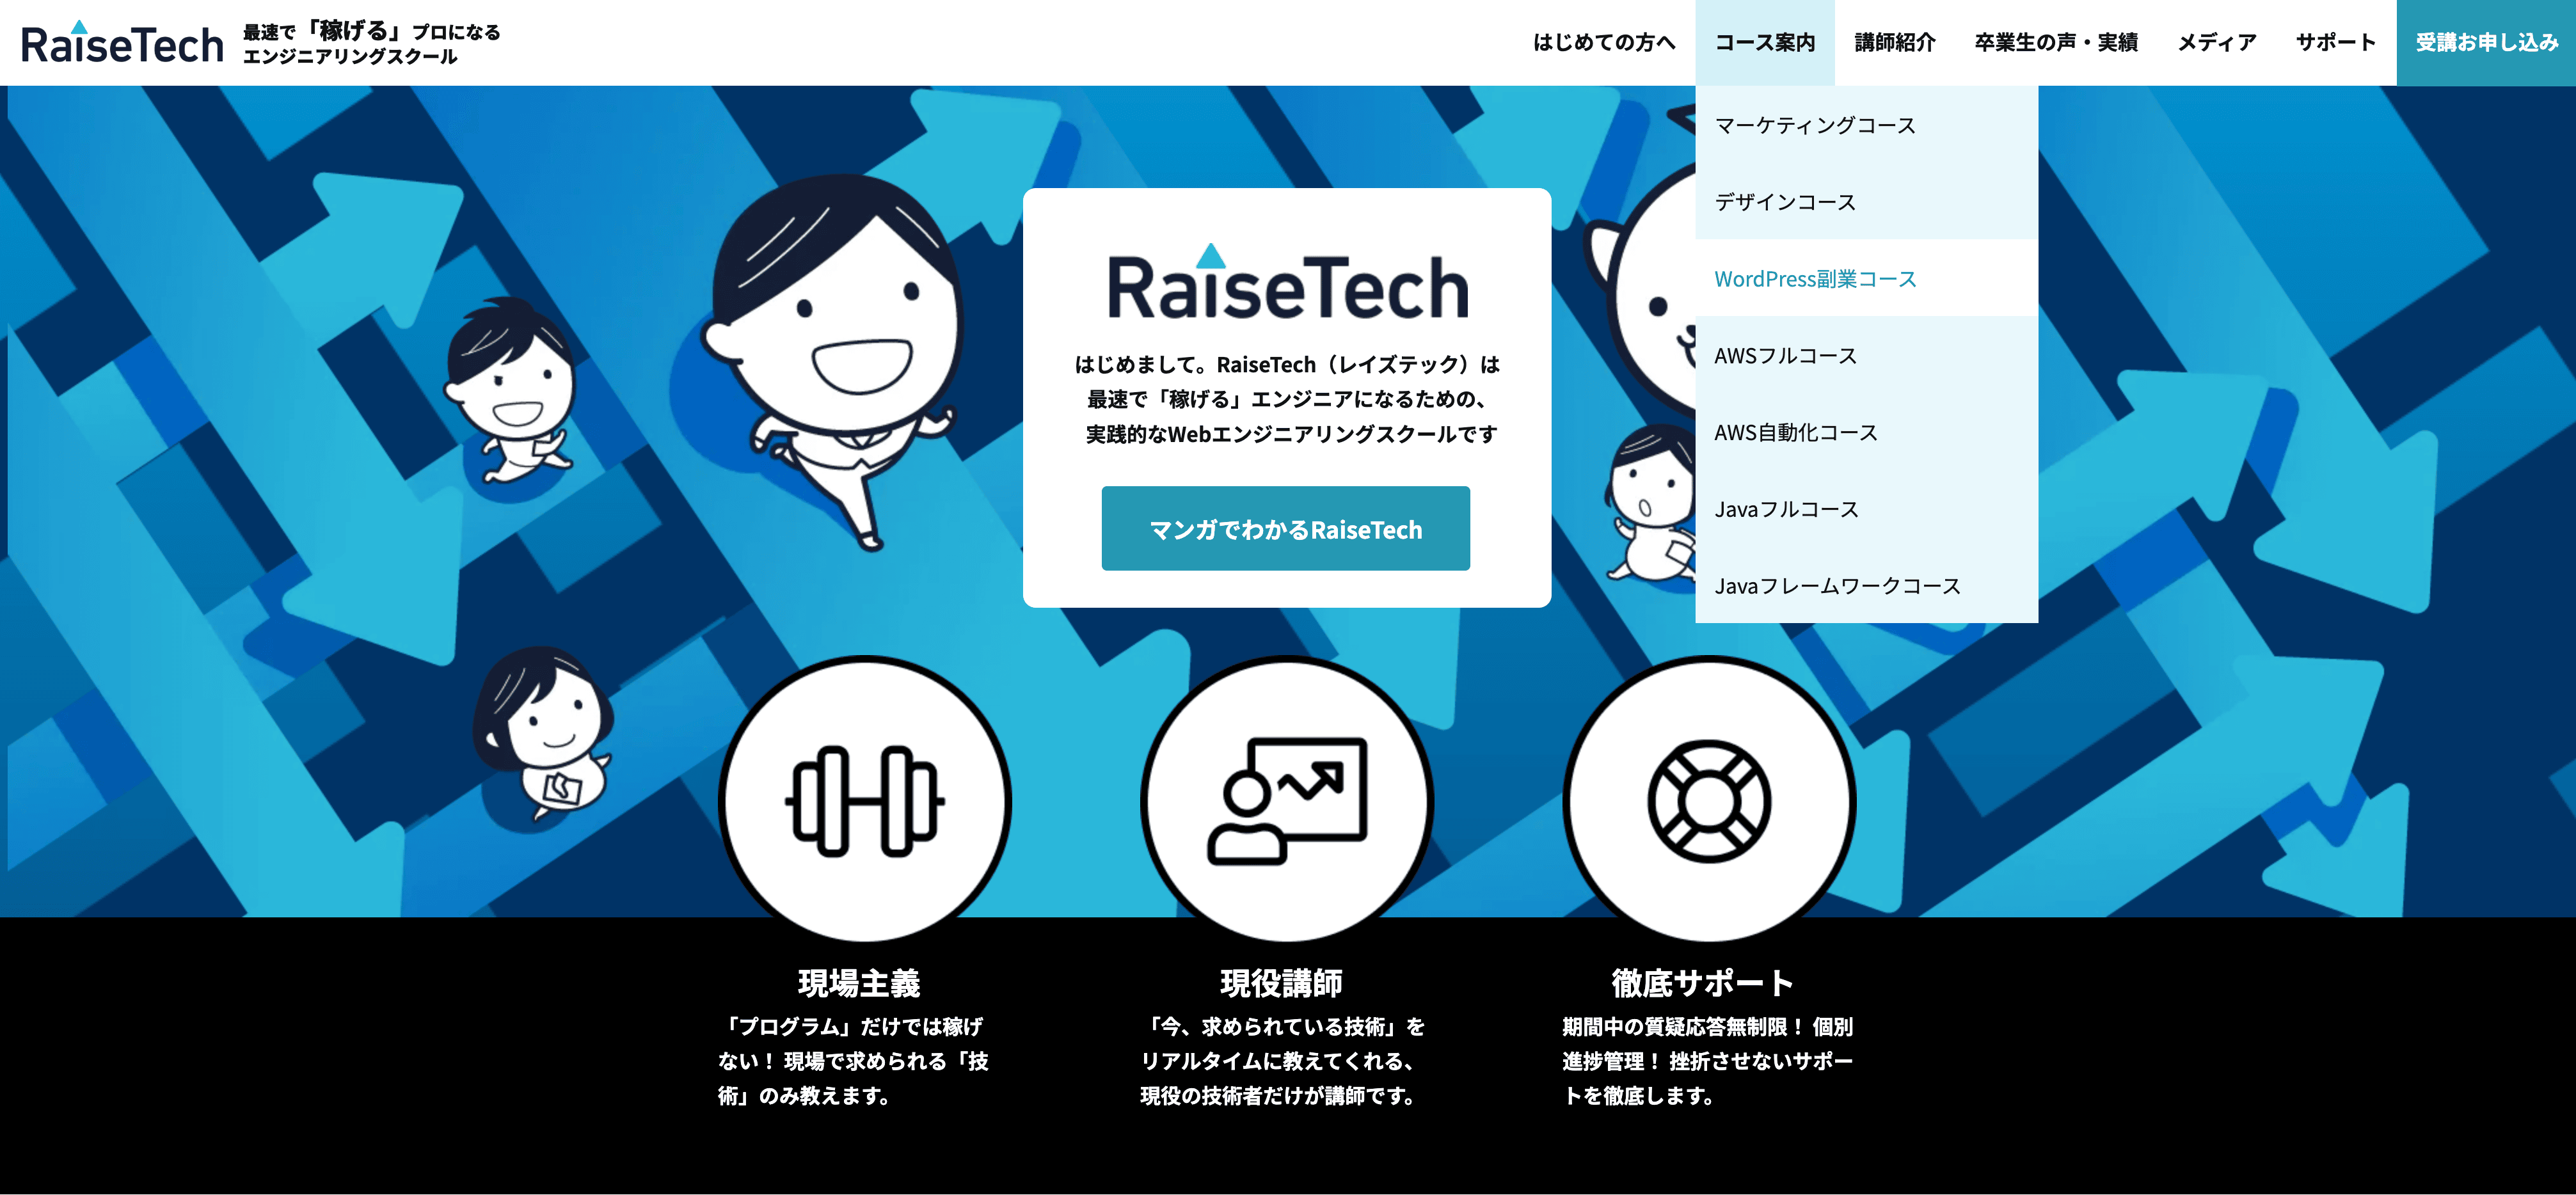 RaiseTech
最速で「稼げる」プロになる
エンジニアリングスクール
はじめての方へ
コース案内
講師紹介
卒業生の声・実績
メディア
サポート
受講お申し込み
マーケティングコース
デザインコース
WordPress副業コース
AWSフルコース
AWS自動化コース
Javaフルコース
Javaフレームワークコース
RaiseTech
はじめまして。RaiseTech（レイズテック）は
最速で「稼げる」エンジニアになるための、
実践的なWebエンジニアリングスクールです
マンガでわかるRaiseTech
現場主義
「プログラム」だけでは稼げ
ない！ 現場で求められる「技
術」のみ教えます。
現役講師
「今、求められている技術」を
リアルタイムに教えてくれる、
現役の技術者だけが講師です。
徹底サポート
期間中の質疑応答無制限！ 個別
進捗管理！ 挫折させないサポー
トを徹底します。